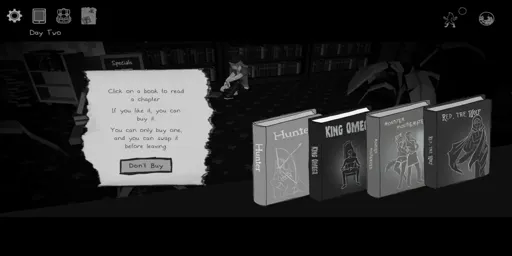 Day Two
Specials
Click on a book to read
a chapter
If you like it, you can
buy it.
You can only buy one,
and you can swap it
before leaving
Don't Buy
Hunter
Hunter
KING OMEN
KING OMEN
RED, THE WOLF
RED, THE WOLF